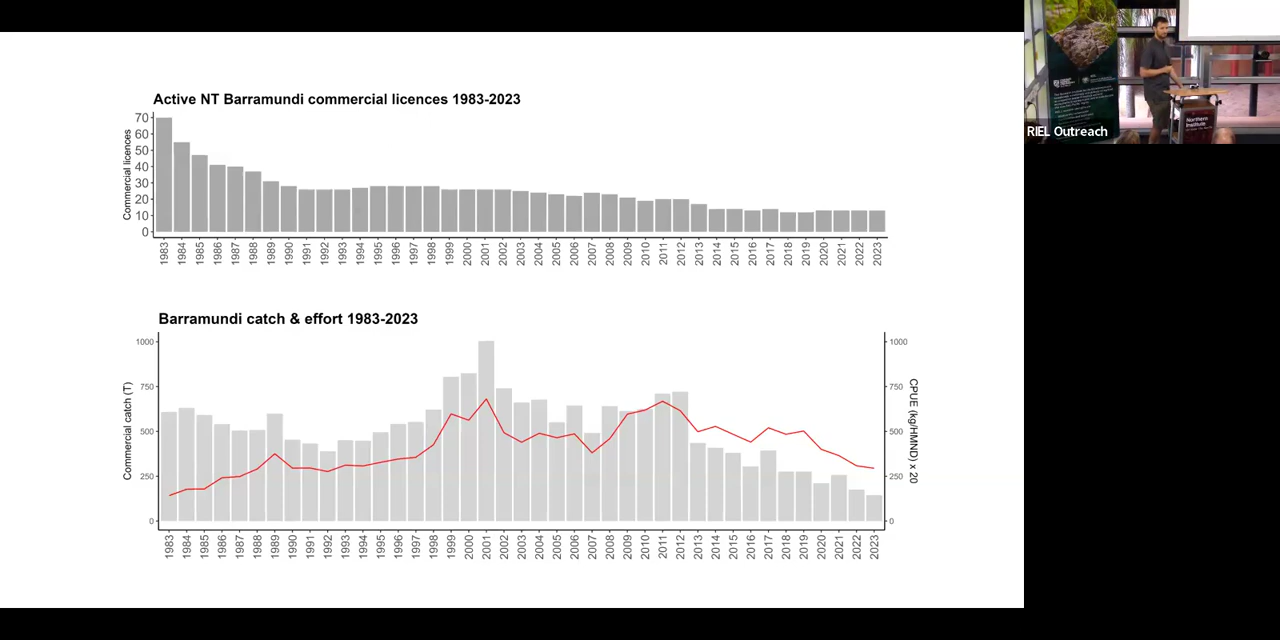 Active NT Barramundi commercial licences 1983-2023
Commercial licences
70
60
50
40
30
20
10
0
1983 1984 1985 1986 1987 1988 1989 1990 1991 1992 1993 1994 1995 1996 1997 1998 1999 2000 2001 2002 2003 2004 2005 2006 2007 2008 2009 2010 2011 2012 2013 2014 2015 2016 2017 2018 2019 2020 2021 2022 2023
Barramundi catch & effort 1983-2023
Commercial catch (T)
1000
750
500
250
0
1000
750
500
250
0
CPUE (kg/HMND) x 20
1983 1984 1985 1986 1987 1988 1989 1990 1991 1992 1993 1994 1995 1996 1997 1998 1999 2000 2001 2002 2003 2004 2005 2006 2007 2008 2009 2010 2011 2012 2013 2014 2015 2016 2017 2018 2019 2020 2021 2022 2023
RIEL Outreach
Northern
Institute